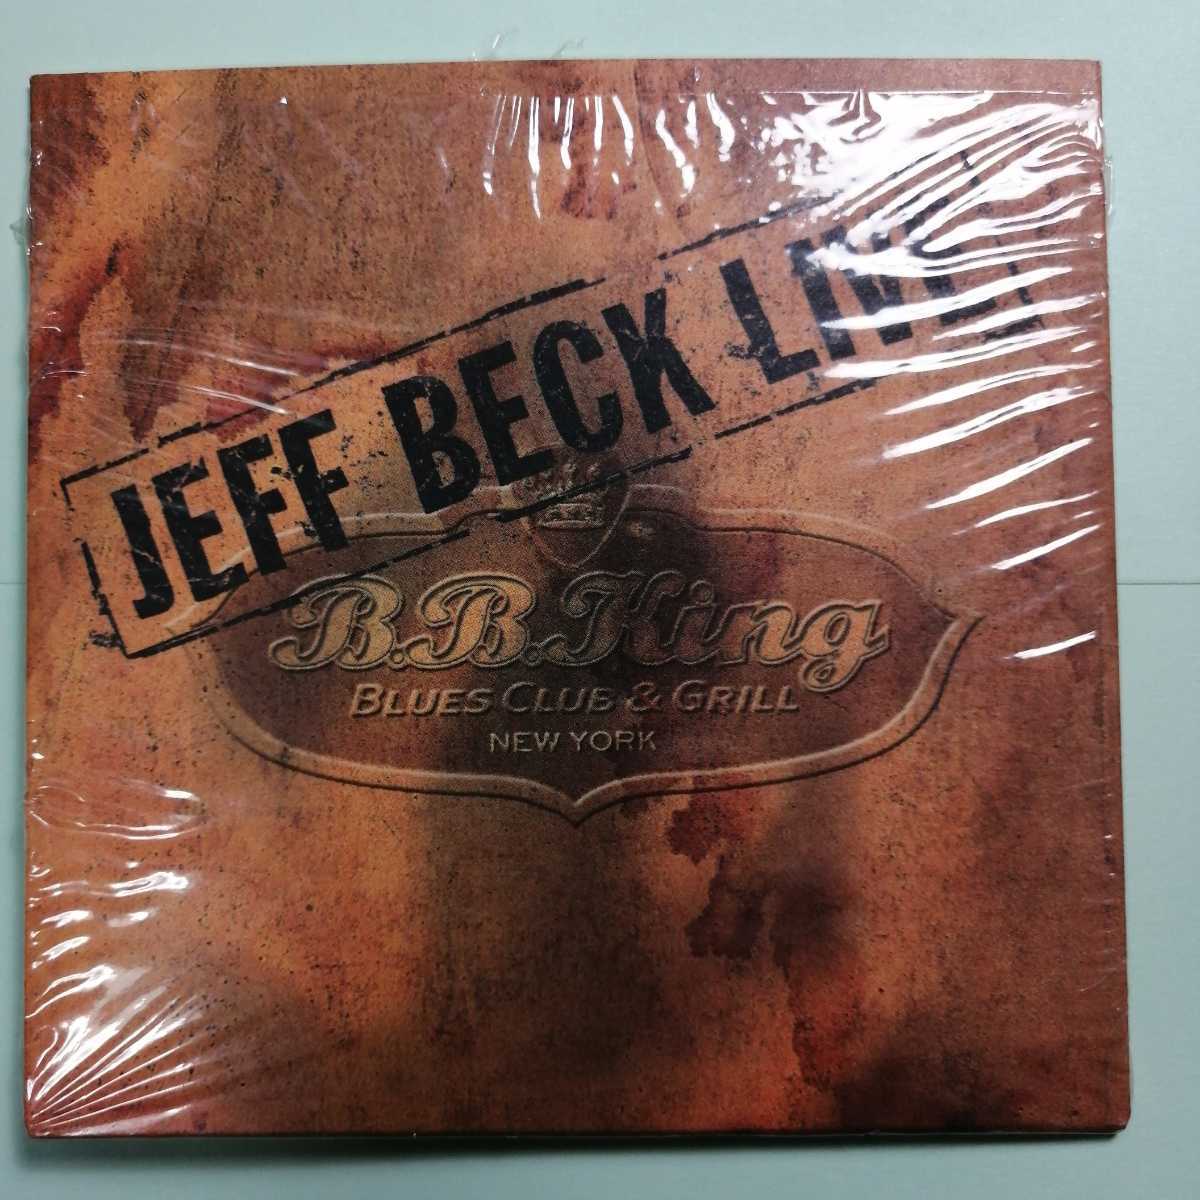 JEFF BECK LIVE
B.B.King
BLUES CLUB & GRILL
NEW YORK